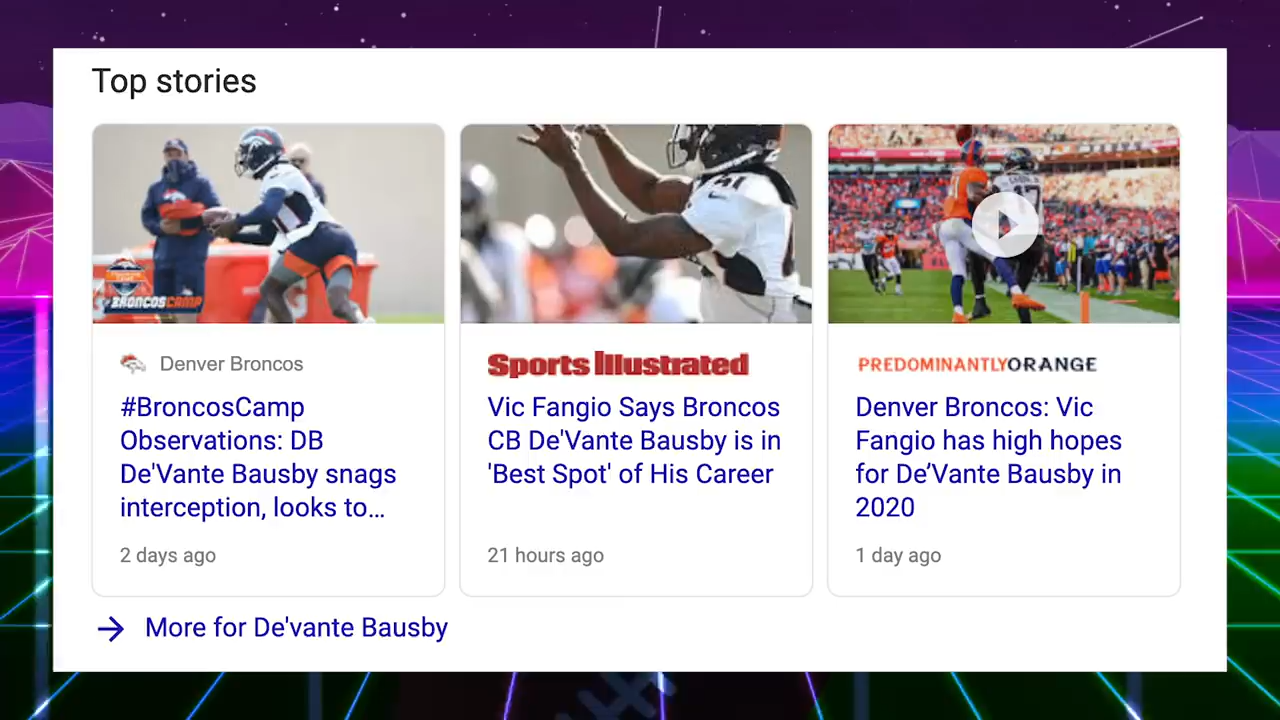 Top stories
BRONCOSCAMP
Denver Broncos
#BroncosCamp
Observations: DB
De'Vante Bausby snags
interception, looks to...
2 days ago
Sports Illustrated
Vic Fangio Says Broncos
CB De'Vante Bausby is in
'Best Spot' of His Career
21 hours ago
17
PREDOMINANTLYORANGE
Denver Broncos: Vic
Fangio has high hopes
for De’Vante Bausby in
2020
1 day ago
More for De'vante Bausby